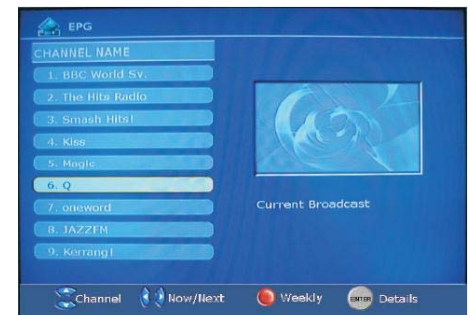 EPG
CHANNEL NAME
1. BBC World Sv.
2. The Hits Radio
3. Smash Hits!
4. Kiss
5. Magic
6. Q
7. oneword
8. JAZZFM
9. Kerrang!
Current Broadcast
Channel Now/Next Weekly ENTER Details